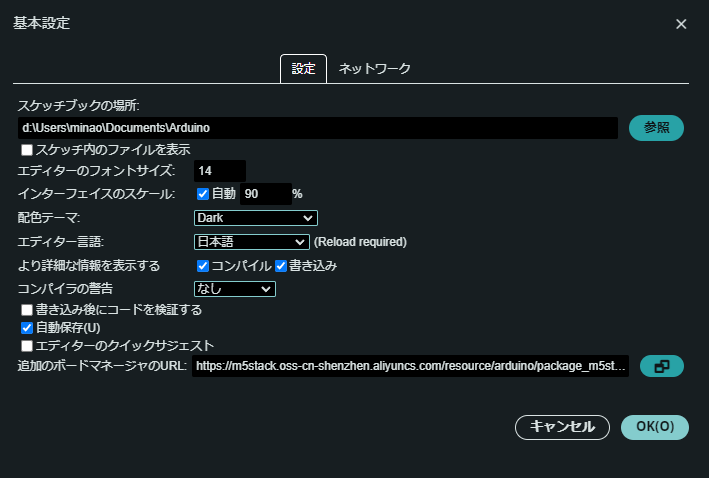 基本設定
設定 ネットワーク
スケッチブックの場所:
d:\Users\minao\Documents\Arduino 参照
スケッチ内のファイルを表示
エディターのフォントサイズ: 14
インターフェイスのスケール: 自動 90 %
配色テーマ: Dark
エディター言語: 日本語 (Reload required)
より詳細な情報を表示する コンパイル 書き込み
コンパイラの警告 なし
書き込み後にコードを検証する
自動保存(U)
エディターのクイックサジェスト
追加のボードマネージャのURL: https://m5stack.oss-cn-shenzhen.aliyuncs.com/resource/arduino/package_m5st...
キャンセル OK(O)